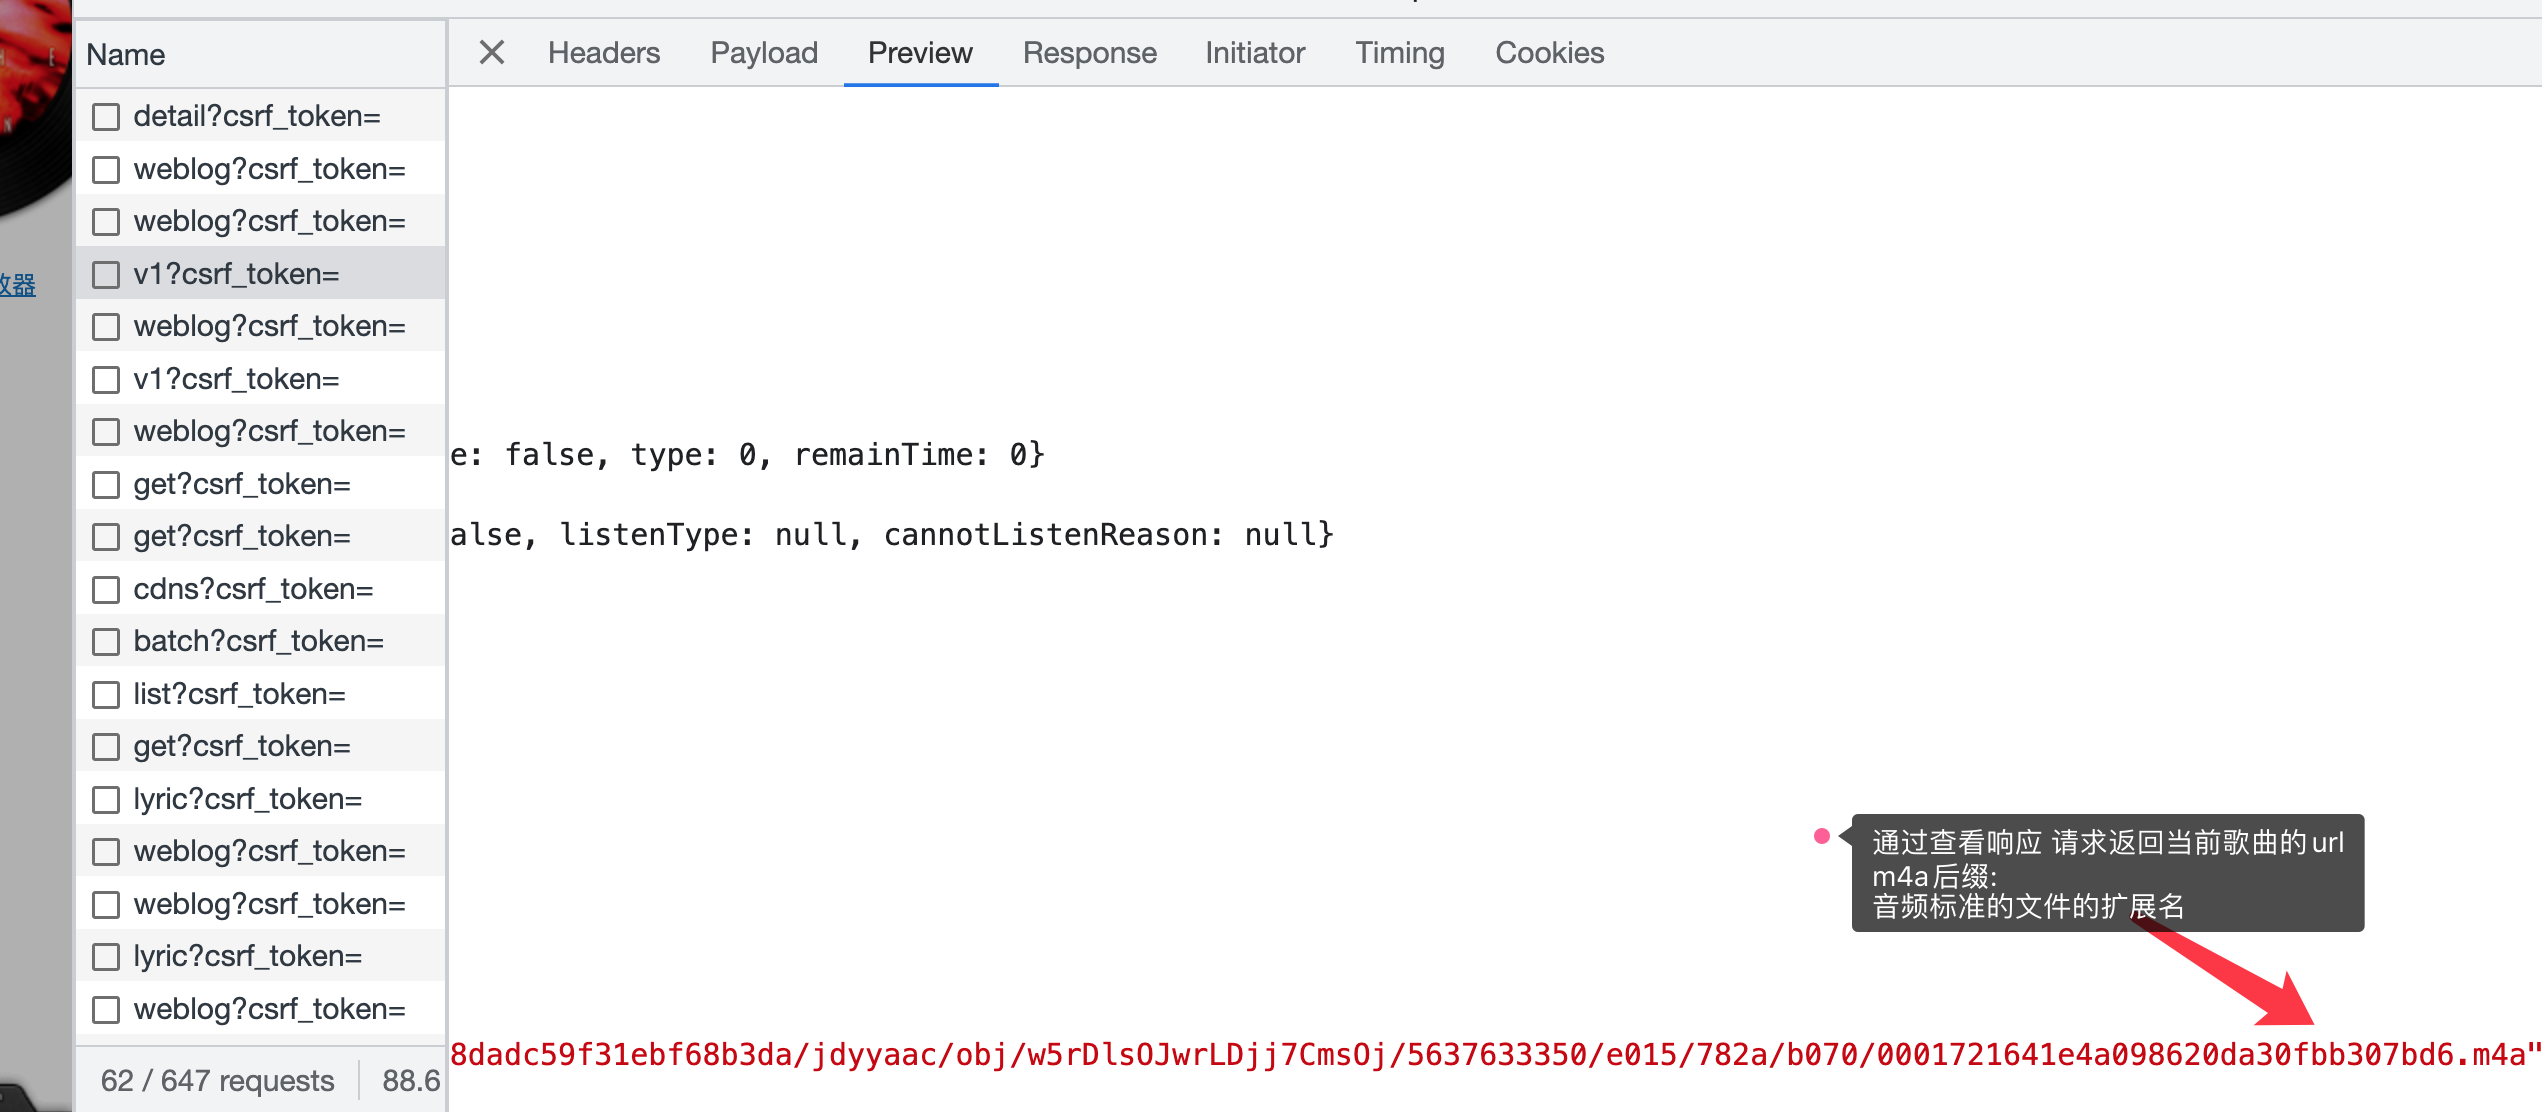 Name
Headers Payload Preview Response Initiator Timing Cookies
detail?csrf_token=
weblog?csrf_token=
weblog?csrf_token=
v1?csrf_token=
放器
weblog?csrf_token=
v1?csrf_token=
weblog?csrf_token=
e: false, type: 0, remainTime: 0}
get?csrf_token=
get?csrf_token=
alse, listenType: null, cannotListenReason: null}
cdns?csrf_token=
batch?csrf_token=
list?csrf_token=
get?csrf_token=
lyric?csrf_token=
weblog?csrf_token=
weblog?csrf_token=
lyric?csrf_token=
weblog?csrf_token=
通过查看响应 请求返回当前歌曲的url
m4a后缀:
音频标准的文件的扩展名
8dadc59f31ebf68b3da/jdyyaac/obj/w5rDlsOJwrLDjj7CmsOj/5637633350/e015/782a/b070/0001721641e4a098620da30fbb307bd6.m4a"
62 / 647 requests 88.6